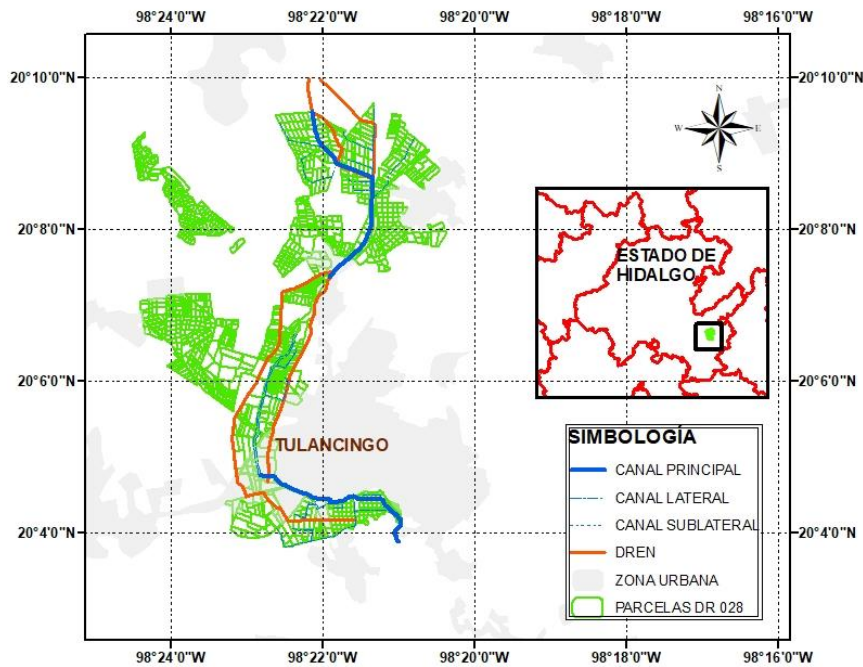 98°24'0"W 98°22'0"W 98°20'0"W 98°18'0"W 98°16'0"W
20°10'0"N 20°10'0"N
N
W E
S
20°8'0"N 20°8'0"N
ESTADO DE
HIDALGO
20°6'0"N 20°6'0"N
TULANCINGO
SIMBOLOGÍA
CANAL PRINCIPAL
CANAL LATERAL
CANAL SUBLATERAL
DREN
ZONA URBANA
PARCELAS DR 028
20°4'0"N 20°4'0"N
98°24'0"W 98°22'0"W 98°20'0"W 98°18'0"W 98°16'0"W